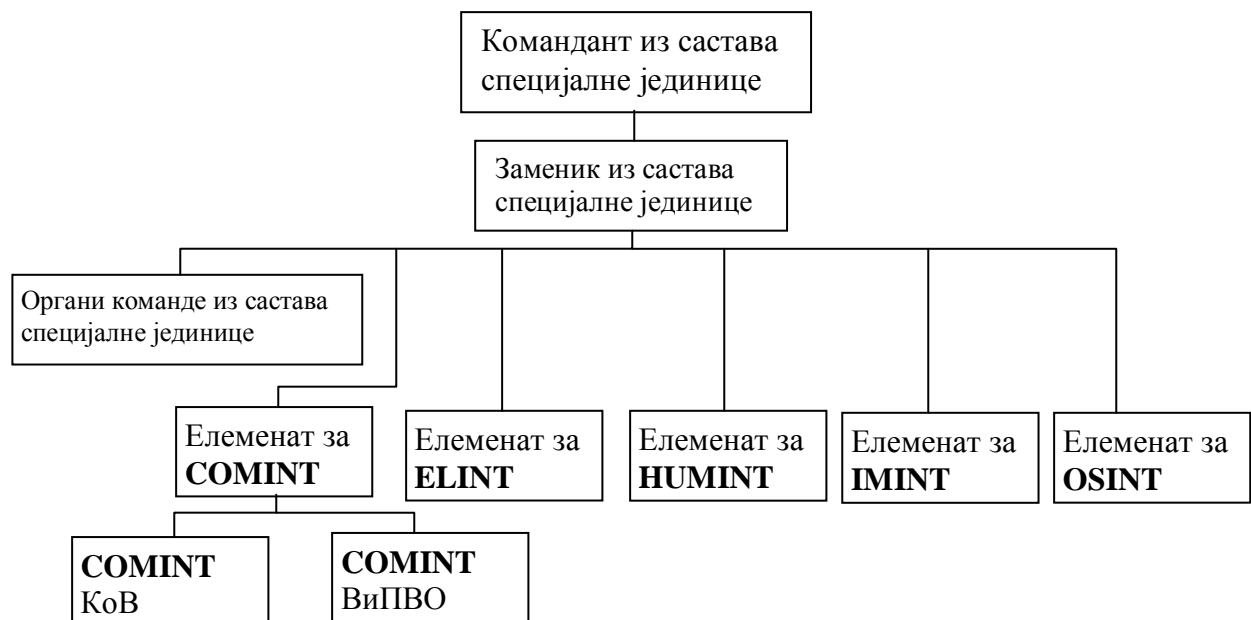 Командант из састава
специјалне јединице
Заменик из састава
специјалне јединице
Органи команде из састава
специјалне јединице
Елеменат за
COMINT
Елеменат за
ELINT
Елеменат за
HUMINT
Елеменат за
IMINT
Елеменат за
OSINT
COMINT
КоВ
COMINT
ВиПВО